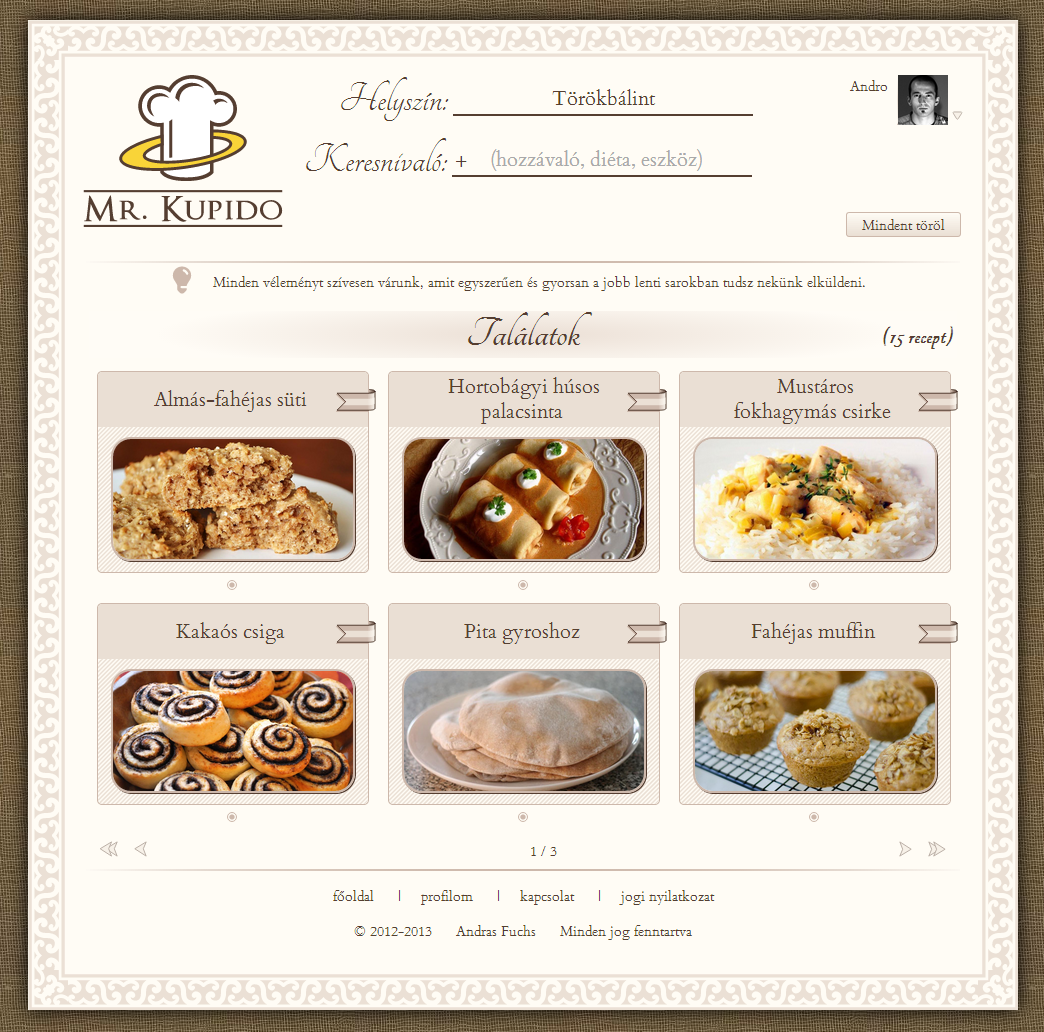 Helyszín: Törökbálint
Andro
Keresnivaló: + (hozzávaló, diéta, eszköz)
MR. KUPIDO
Mindent töröl
Minden véleményt szívesen várunk, amit egyszerűen és gyorsan a jobb lenti sarokban tudsz nekünk elküldeni.
Találatok
(15 recept)
Almás-fahéjas süti
Hortobágyi húsos
palacsinta
Mustáros
fokhagymás csirke
Kakaós csiga
Pita gyroshoz
Fahéjas muffin
1 / 3
főoldal | profilom | kapcsolat | jogi nyilatkozat
© 2012-2013 Andras Fuchs Minden jog fenntartva